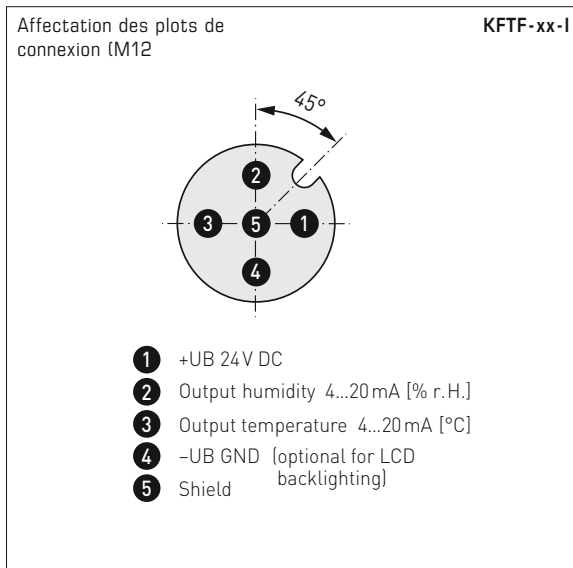 Affectation des plots de
connexion (M12
KFTF-xx-I
45°
2
3
5
1
4
1 +UB 24V DC
2 Output humidity 4...20 mA [% r.H.]
3 Output temperature 4...20 mA [°C]
4 –UB GND (optional for LCD
backlighting)
5 Shield